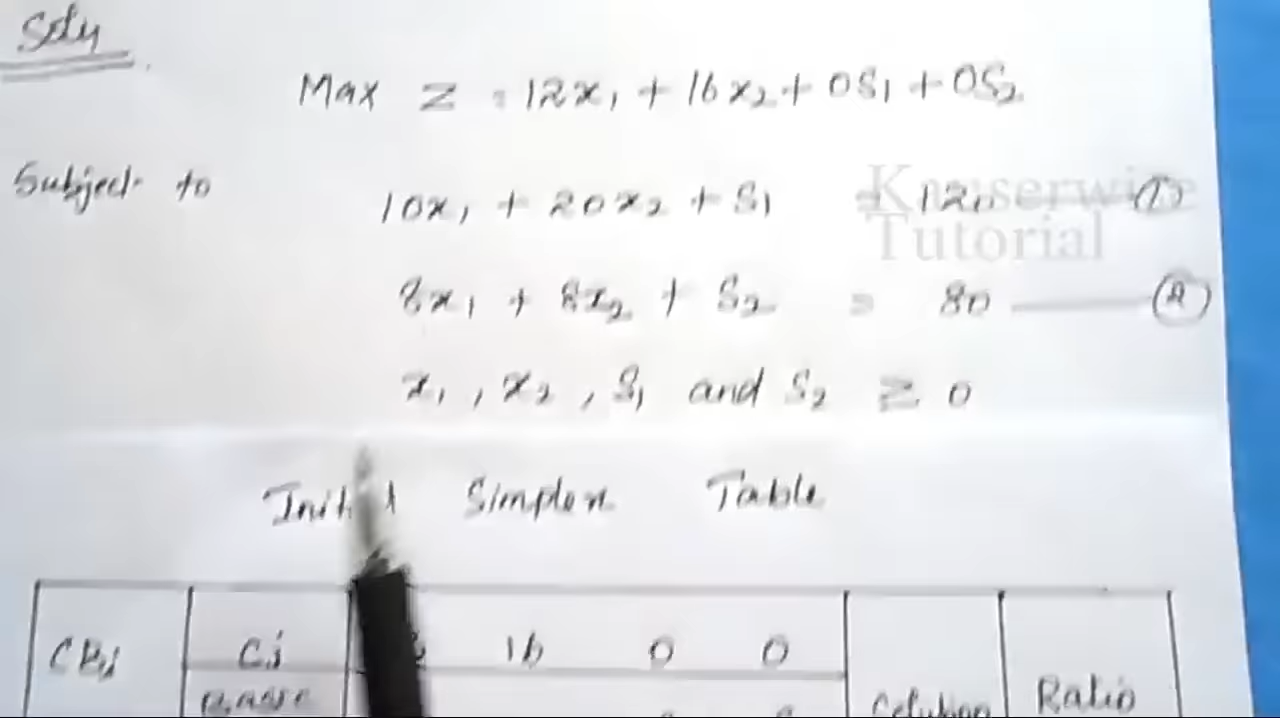 Soln
Max Z = 12x₁ + 16x₂ + 0S₁ + 0S₂
Subject to
10x₁ + 20x₂ + S₁ = 120 — ①
8x₁ + 8x₂ + S₂ = 80 — ②
x₁, x₂, S₁ and S₂ ≥ 0
Kauserwise
Tutorial
Initial Simplex Table
CBi Cj 16 0 0
Solution Ratio